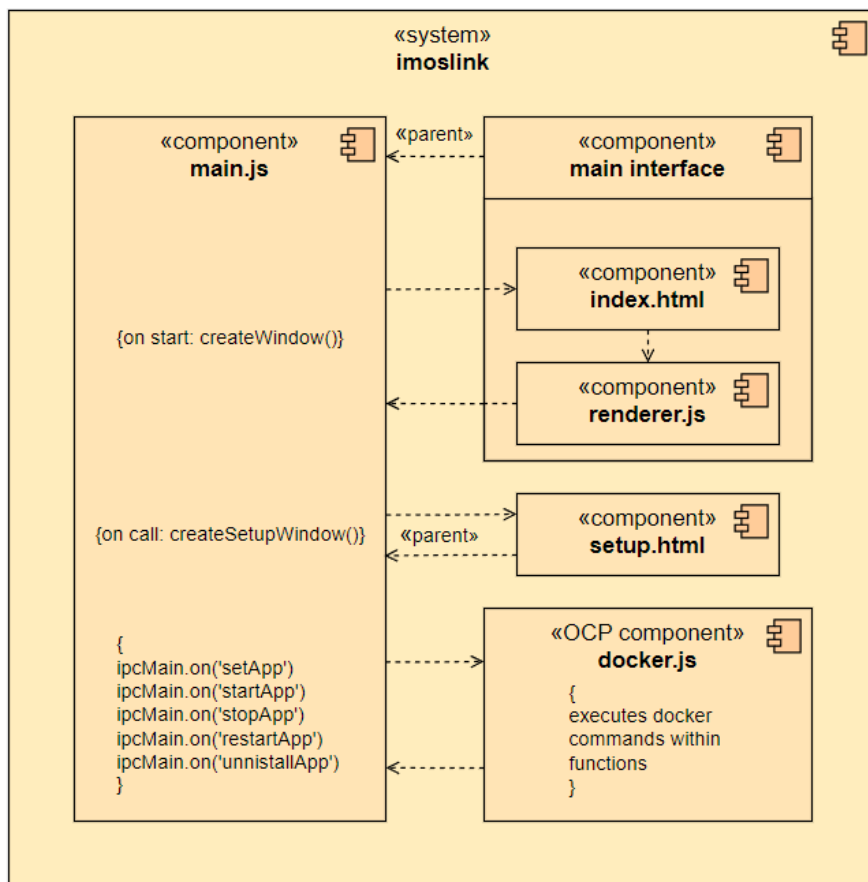 «system»
imoslink
«component»
main.js
«parent»
«component»
main interface
«component»
index.html
{on start: createWindow()}
«component»
renderer.js
{on call: createSetupWindow()}
«parent»
«component»
setup.html
{
ipcMain.on('setApp')
ipcMain.on('startApp')
ipcMain.on('stopApp')
ipcMain.on('restartApp')
ipcMain.on('unnistallApp')
}
«OCP component»
docker.js
{
executes docker
commands within
functions
}